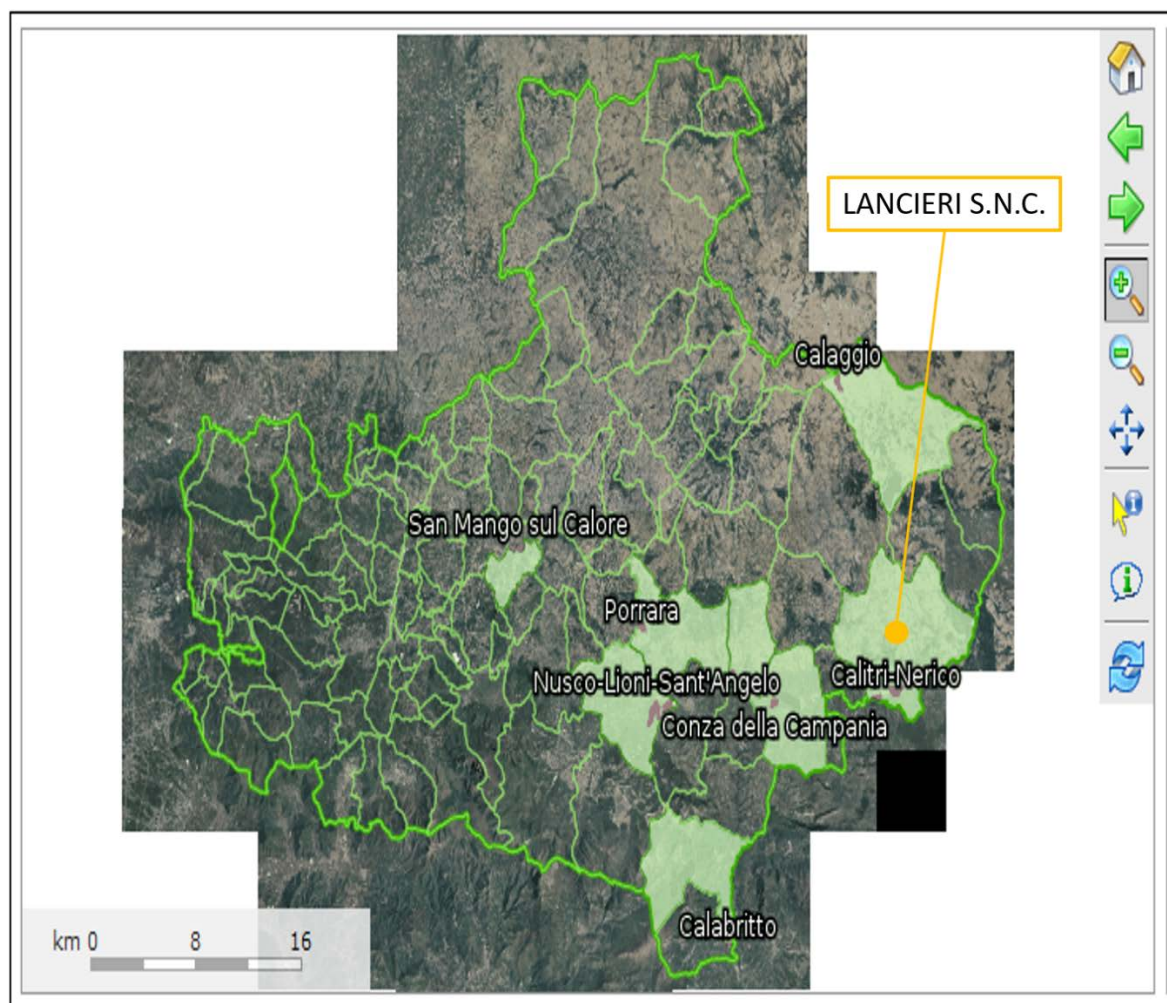 LANCIERI S.N.C.
Calaggio
San Mango sul Calore
Porrara
Nusco-Lioni-Sant'Angelo
Calitri-Nerico
Conza della Campania
Calabritto
km 0 8 16